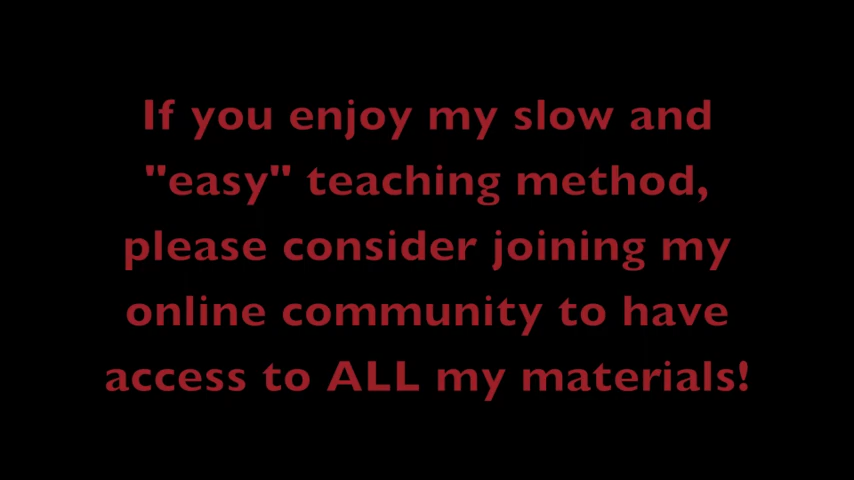 If you enjoy my slow and
"easy" teaching method,
please consider joining my
online community to have
access to ALL my materials!